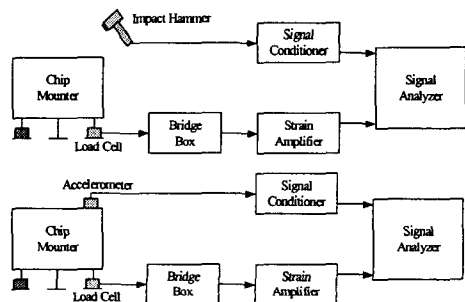 Impact Hammer
Signal
Conditioner
Chip
Mounter
Signal
Analyzer
Bridge
Box
Strain
Amplifier
Load Cell
Accelerometer
Signal
Conditioner
Chip
Mounter
Signal
Analyzer
Bridge
Box
Strain
Amplifier
Load Cell